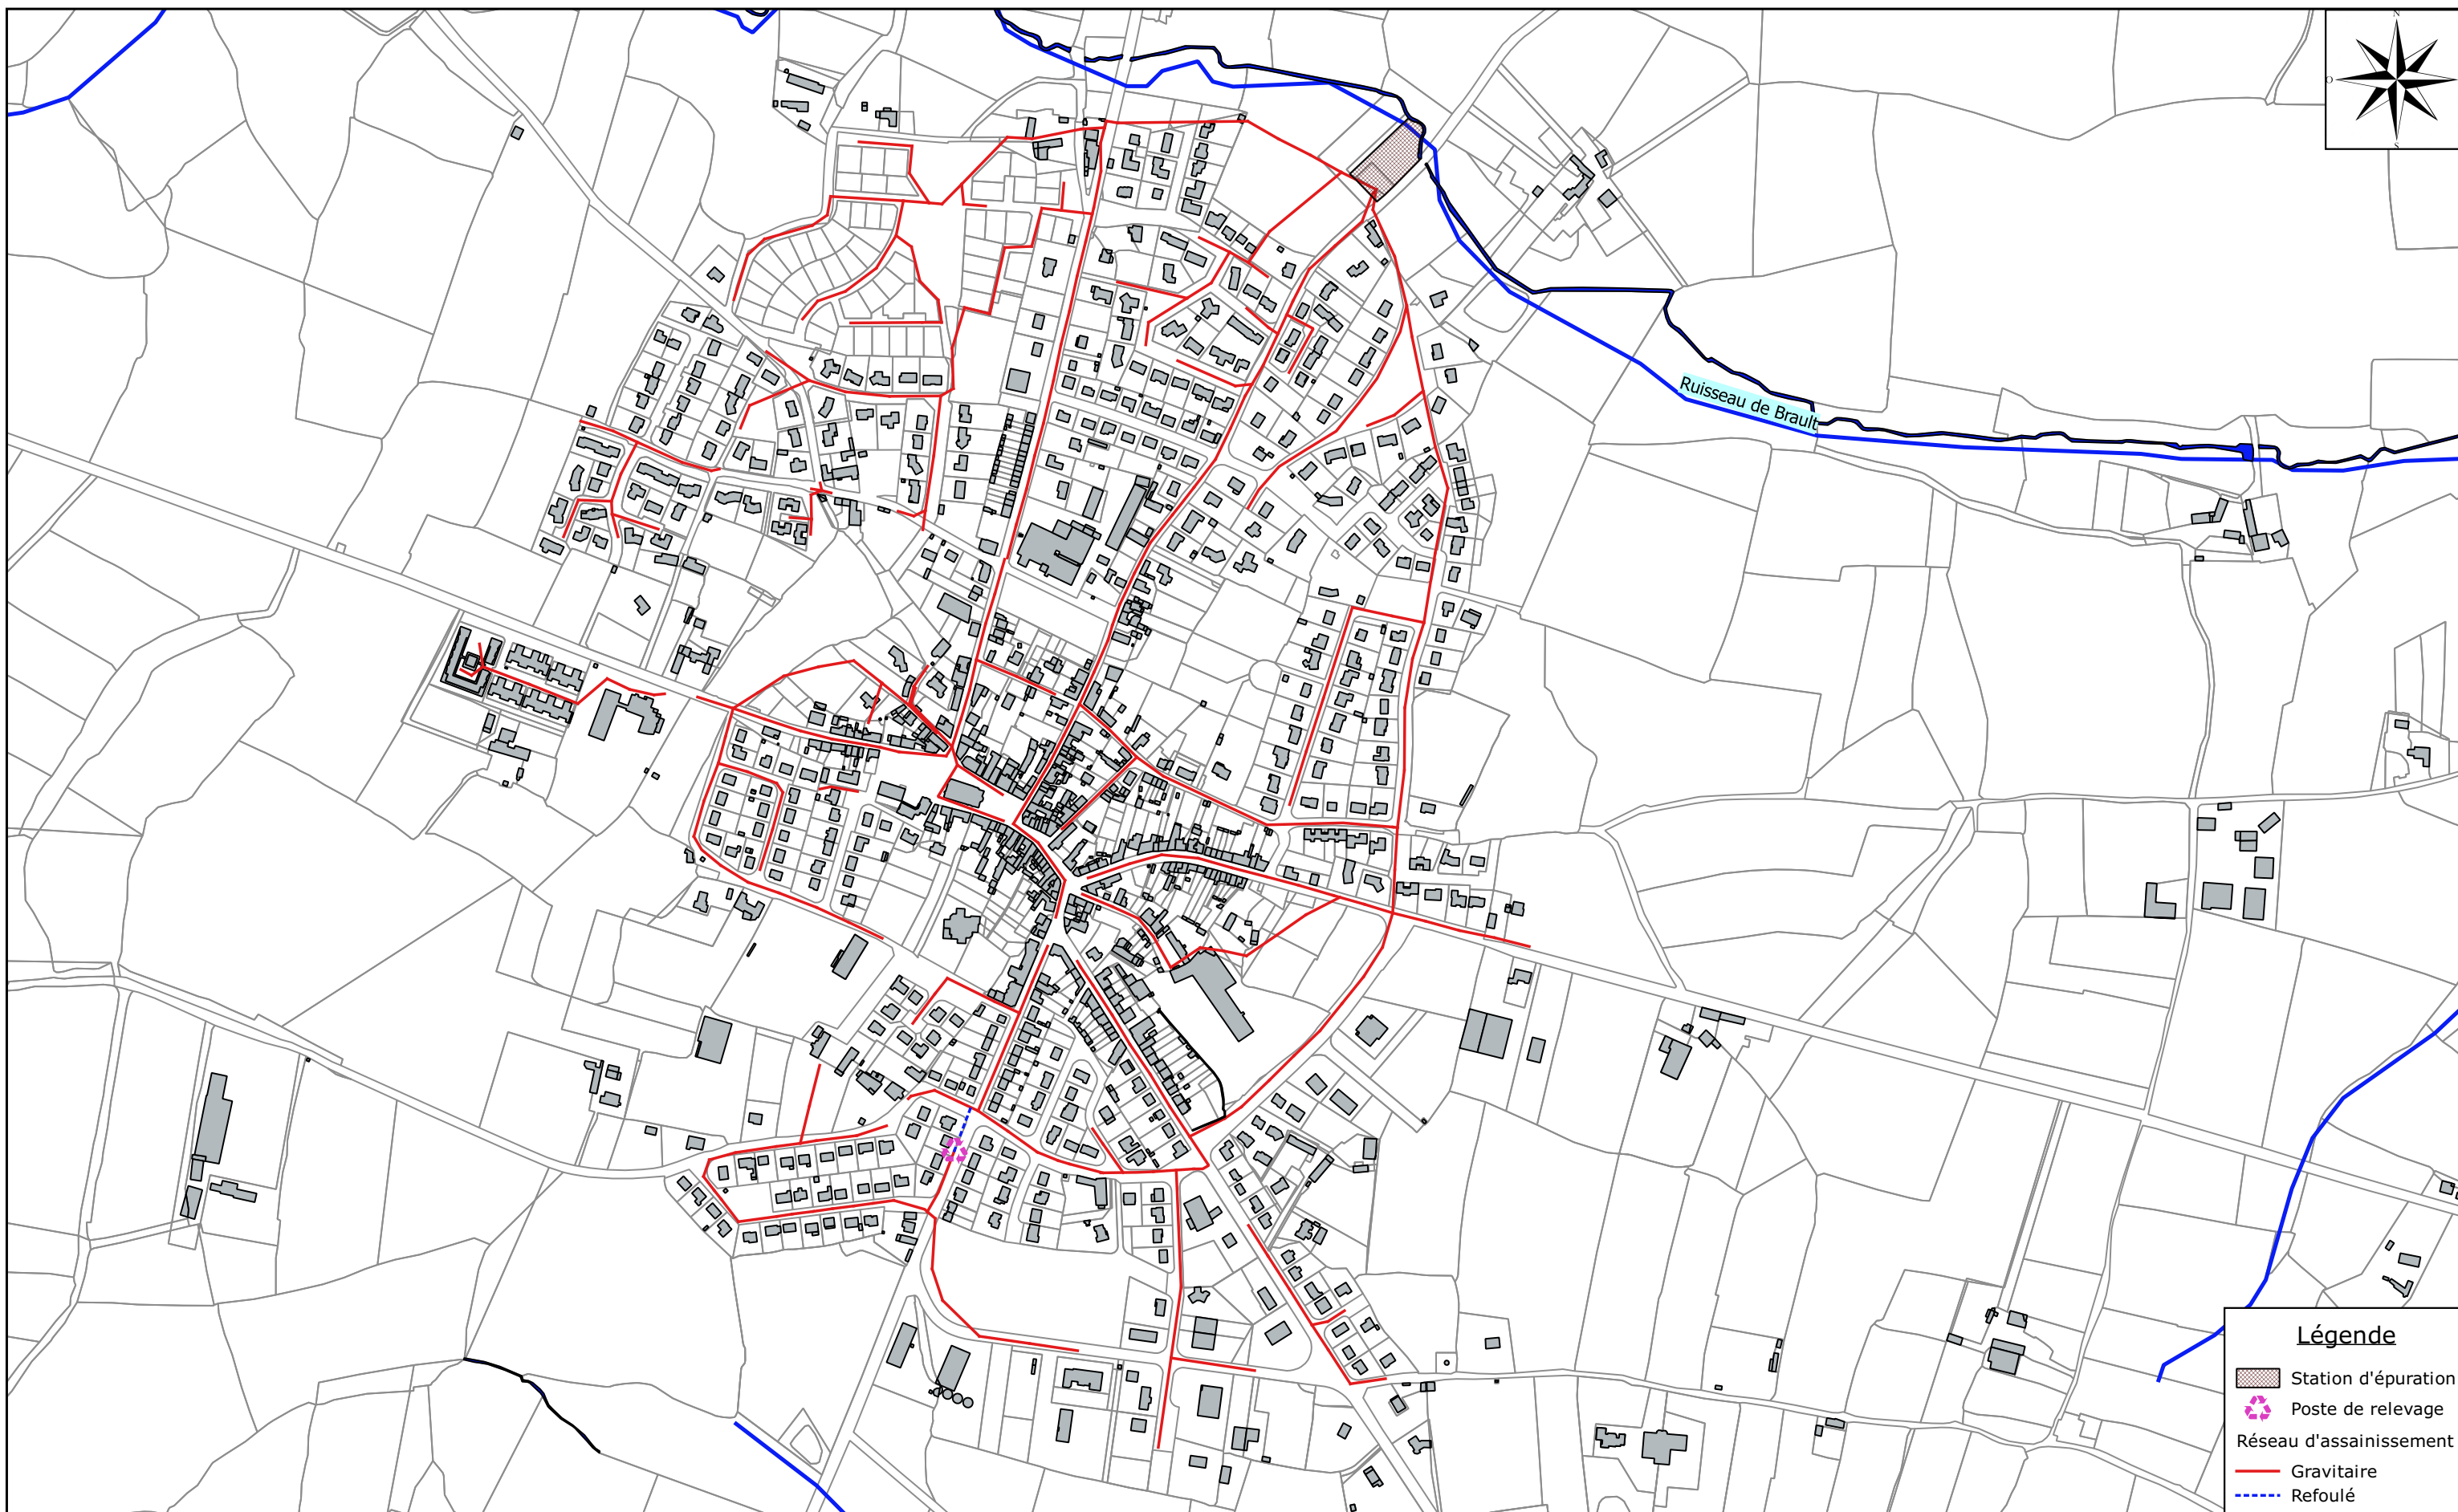 N
O
S
Ruisseau de Brault
Légende
Station d'épuration
Poste de relevage
Réseau d'assainissement
Gravitaire
Refoulé